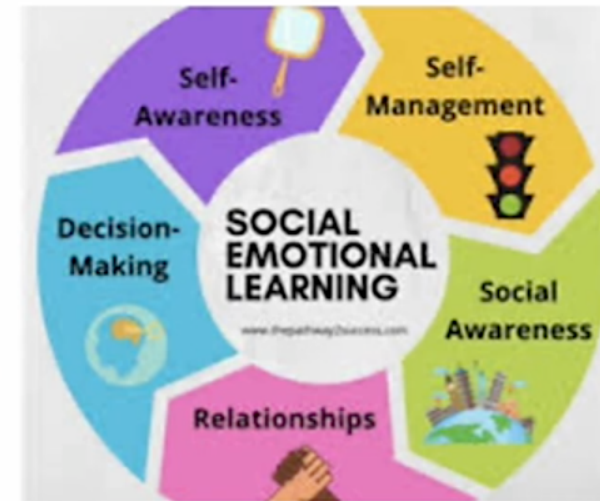 Self-
Awareness
Self-
Management
Decision-
Making
SOCIAL
EMOTIONAL
LEARNING
www.thepathway2success.com
Social
Awareness
Relationships